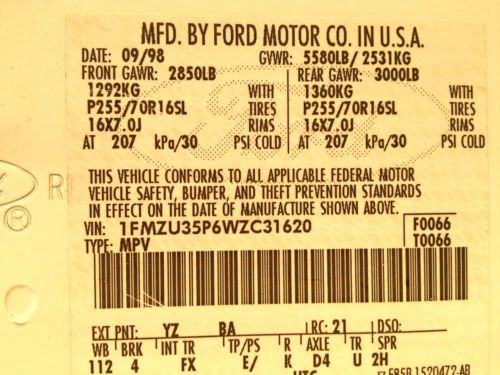 MFD. BY FORD MOTOR CO. IN U.S.A.
DATE: 09/98 GVWR: 5580LB/ 2531KG
FRONT GAWR: 2850LB REAR GAWR: 3000LB
1292KG WITH 1360KG WITH
P255/70R16SL TIRES P255/70R16SL TIRES
16X7.0J RIMS 16X7.0J RIMS
AT 207 kPa/30 PSI COLD AT 207 kPa/30 PSI COLD
THIS VEHICLE CONFORMS TO ALL APPLICABLE FEDERAL MOTOR
VEHICLE SAFETY, BUMPER, AND THEFT PREVENTION STANDARDS
IN EFFECT ON THE DATE OF MANUFACTURE SHOWN ABOVE.
VIN: 1FMZU35P6WZC31620 F0066
TYPE: MPV T0066
EXT PNT: YZ BA RC: 21 DSO:
WB BRK INT TR TP/PS R AXLE TR SPR
112 4 FX E/ K D4 U 2H
®